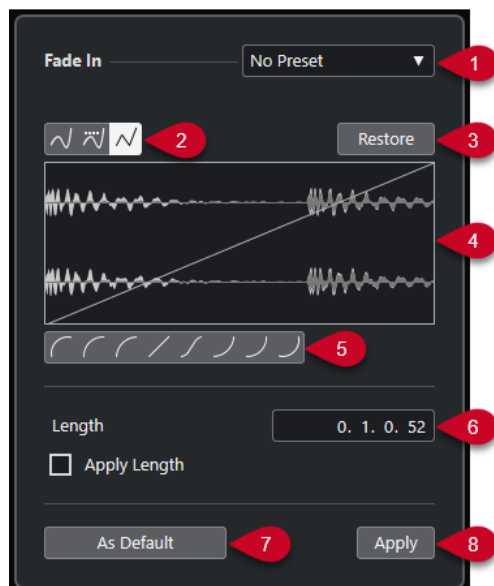 Fade In No Preset 1
2 Restore 3
4
5
Length 0. 1. 0. 52 6
Apply Length
As Default 7 Apply 8